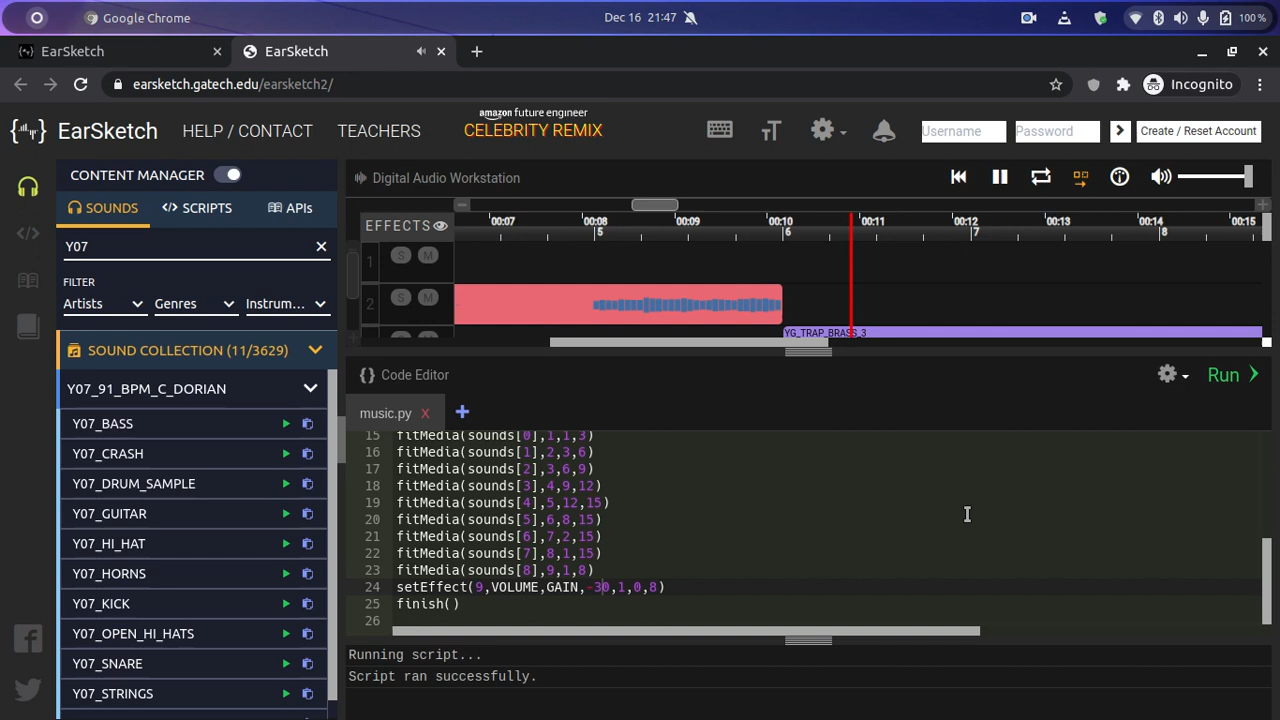 Google Chrome
Dec 16 21:47
100 %
EarSketch
EarSketch
earsketch.gatech.edu/earsketch2/
Incognito
EarSketch
HELP / CONTACT
TEACHERS
amazon future engineer
CELEBRITY REMIX
Username
Password
Create / Reset Account
CONTENT MANAGER
SOUNDS
SCRIPTS
APIs
Y07
FILTER
Artists
Genres
Instrum...
SOUND COLLECTION (11/3629)
Y07_91_BPM_C_DORIAN
Y07_BASS
Y07_CRASH
Y07_DRUM_SAMPLE
Y07_GUITAR
Y07_HI_HAT
Y07_HORNS
Y07_KICK
Y07_OPEN_HI_HATS
Y07_SNARE
Y07_STRINGS
Digital Audio Workstation
EFFECTS
00:07 00:08 00:09 00:10 00:11 00:12 00:13 00:14 00:15
5 6 7 8
1 S M
2 S M
S M
YG_TRAP_BRASS_3
Code Editor
Run
music.py X
15 fitMedia(sounds[0],1,1,3)
16 fitMedia(sounds[1],2,3,6)
17 fitMedia(sounds[2],3,6,9)
18 fitMedia(sounds[3],4,9,12)
19 fitMedia(sounds[4],5,12,15)
20 fitMedia(sounds[5],6,8,15)
21 fitMedia(sounds[6],7,2,15)
22 fitMedia(sounds[7],8,1,15)
23 fitMedia(sounds[8],9,1,8)
24 setEffect(9,VOLUME,GAIN,-30,1,0,8)
25 finish()
26
Running script...
Script ran successfully.